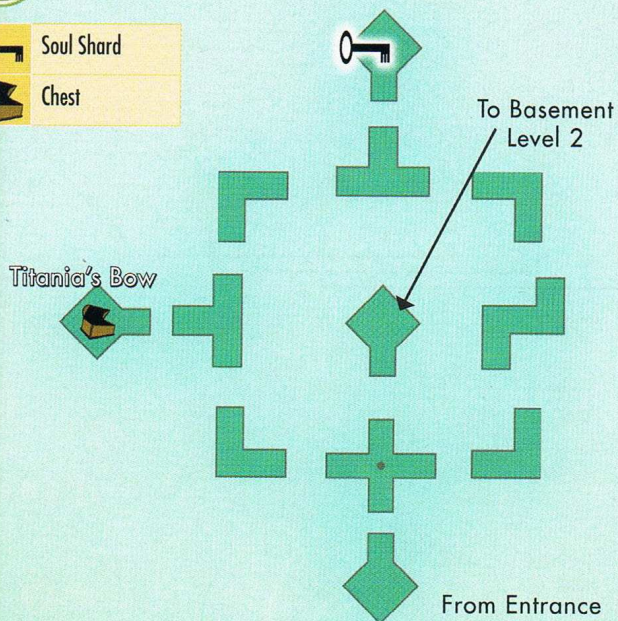 Soul Shard
Chest
To Basement
Level 2
Titania's Bow
From Entrance